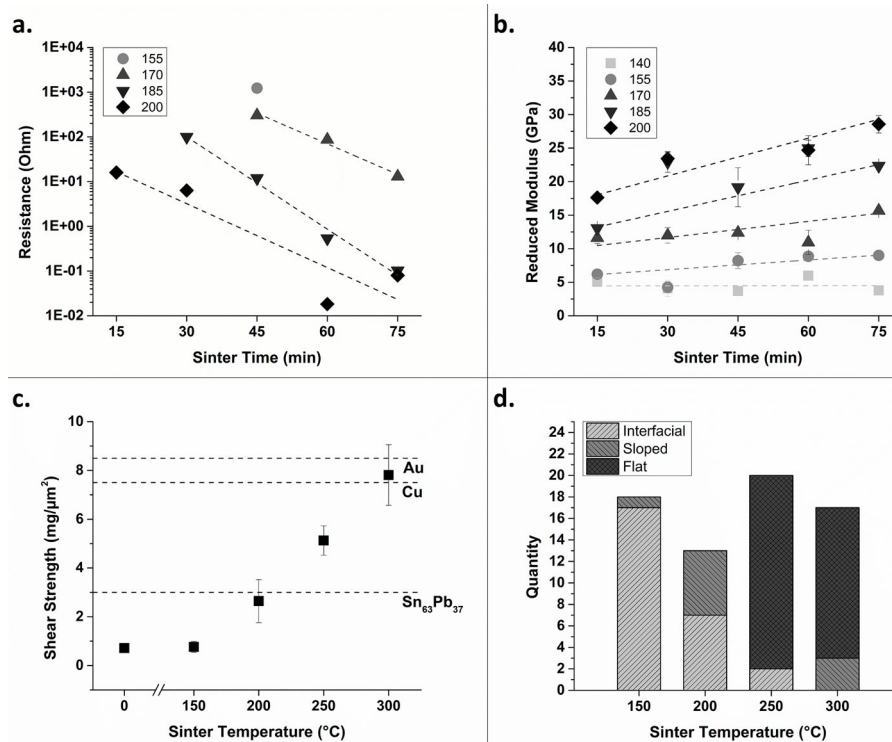 a.
1E+04
1E+03
1E+02
1E+01
1E+00
1E-01
1E-02
Resistance (Ohm)
155
170
185
200
15 30 45 60 75
Sinter Time (min)
b.
40
35
30
25
20
15
10
5
0
Reduced Modulus (GPa)
140
155
170
185
200
15 30 45 60 75
Sinter Time (min)
c.
10
8
6
4
2
0
Shear Strength (mg/µm²)
Au
Cu
Sn₆₃Pb₃₇
0 150 200 250 300
Sinter Temperature (°C)
d.
24
22
20
18
16
14
12
10
8
6
4
2
0
Quantity
Interfacial
Sloped
Flat
150 200 250 300
Sinter Temperature (°C)